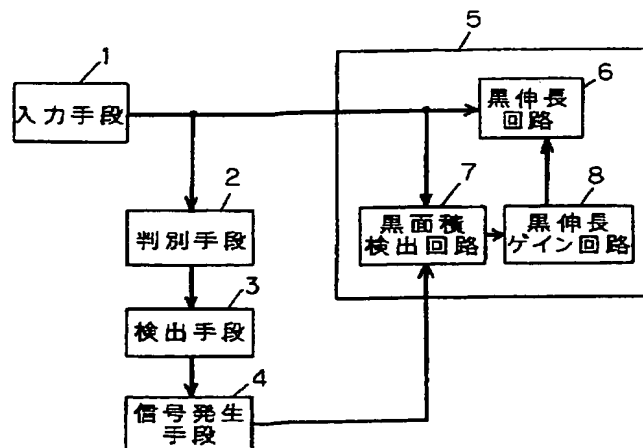 1
入力手段
2
判別手段
3
検出手段
4
信号発生
手段
5
6
黒伸長
回路
7
黒面積
検出回路
8
黒伸長
ゲイン回路